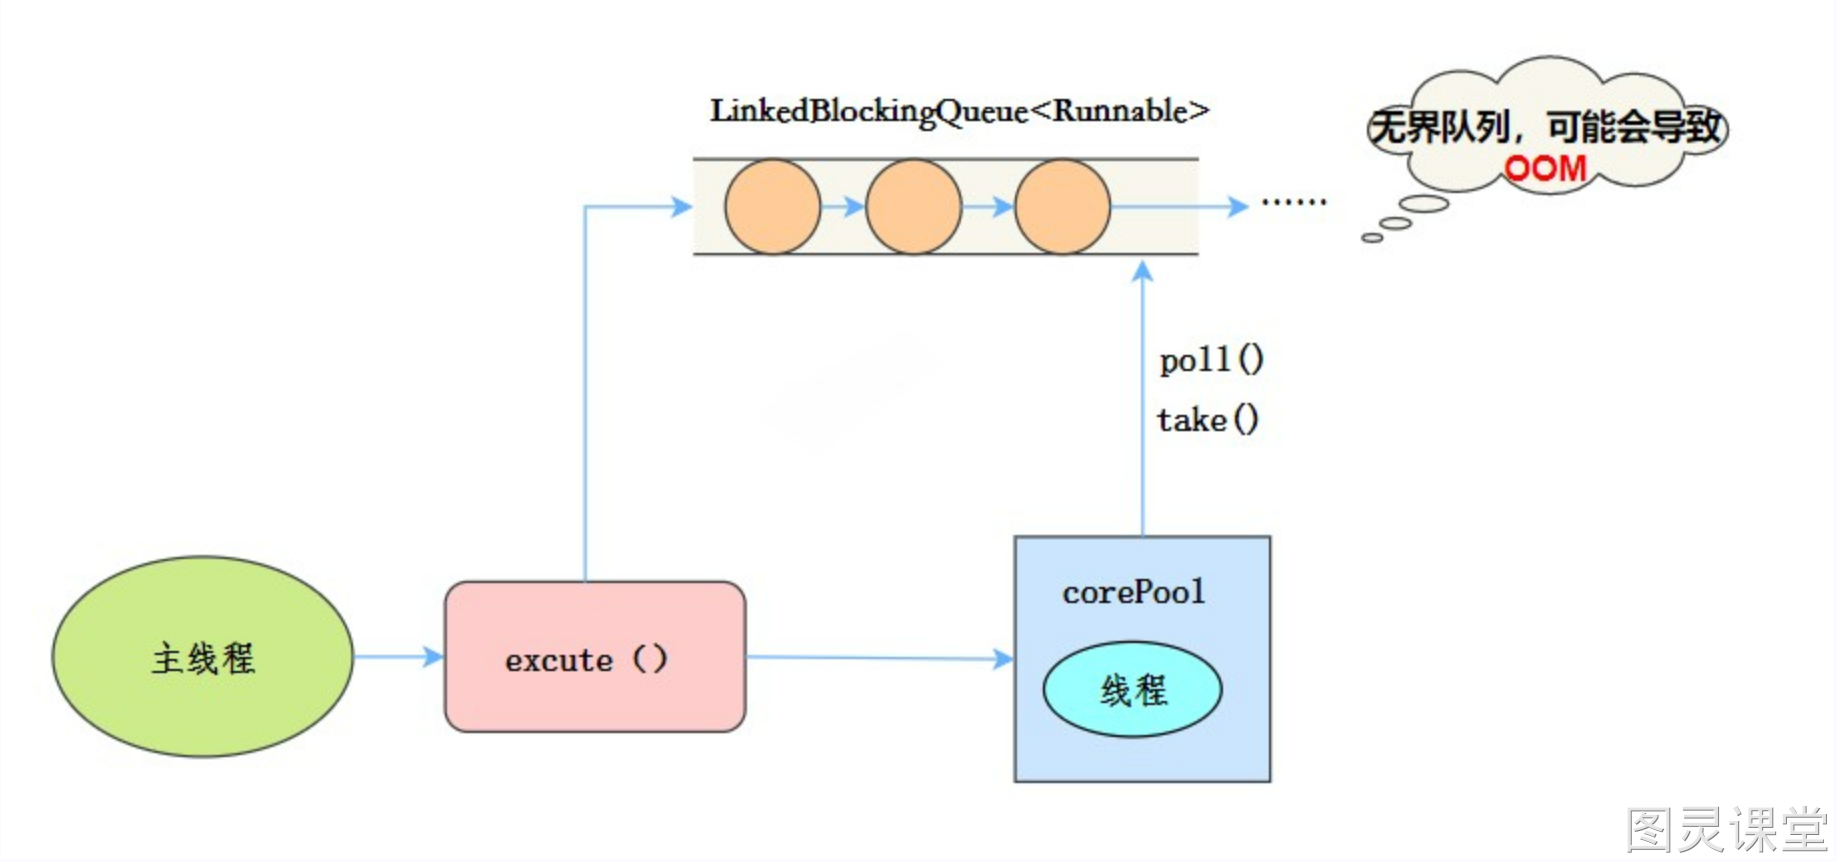 LinkedBlockingQueue<Runnable>
无界队列，可能会导致
OOM
......
poll()
take()
corePool
主线程
excute（）
线程
图灵课堂